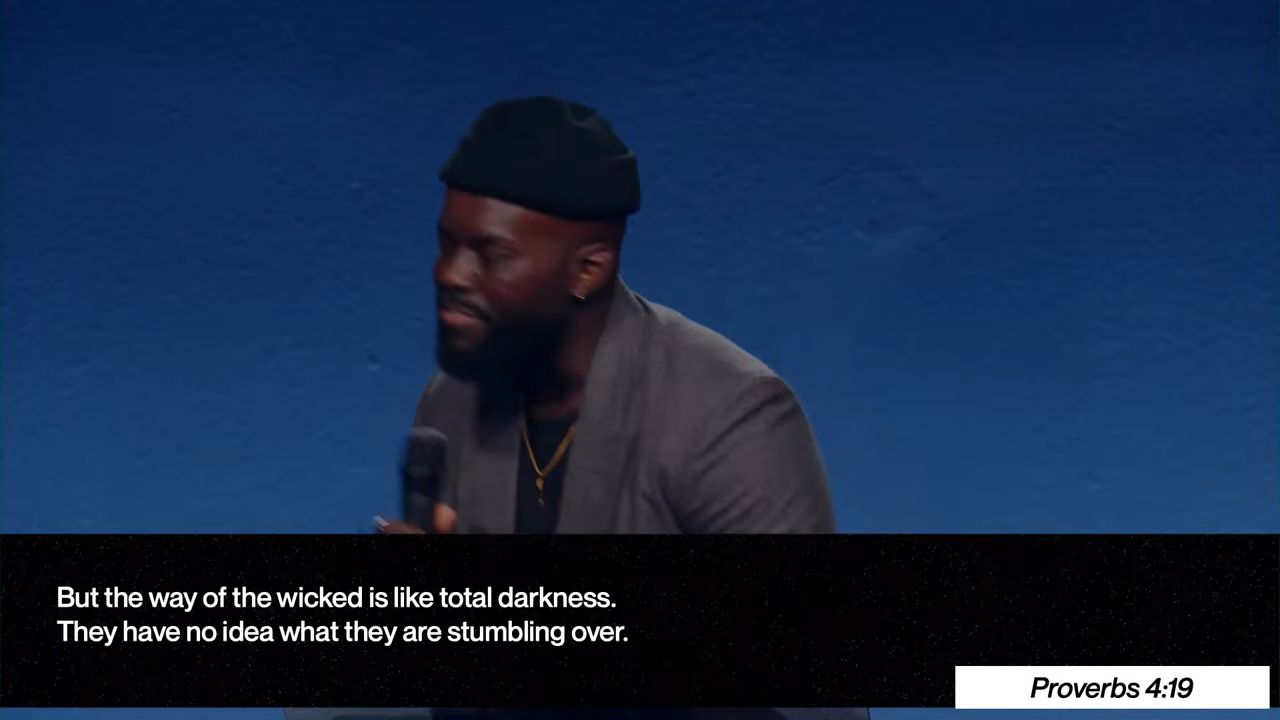 But the way of the wicked is like total darkness.
They have no idea what they are stumbling over.
Proverbs 4:19